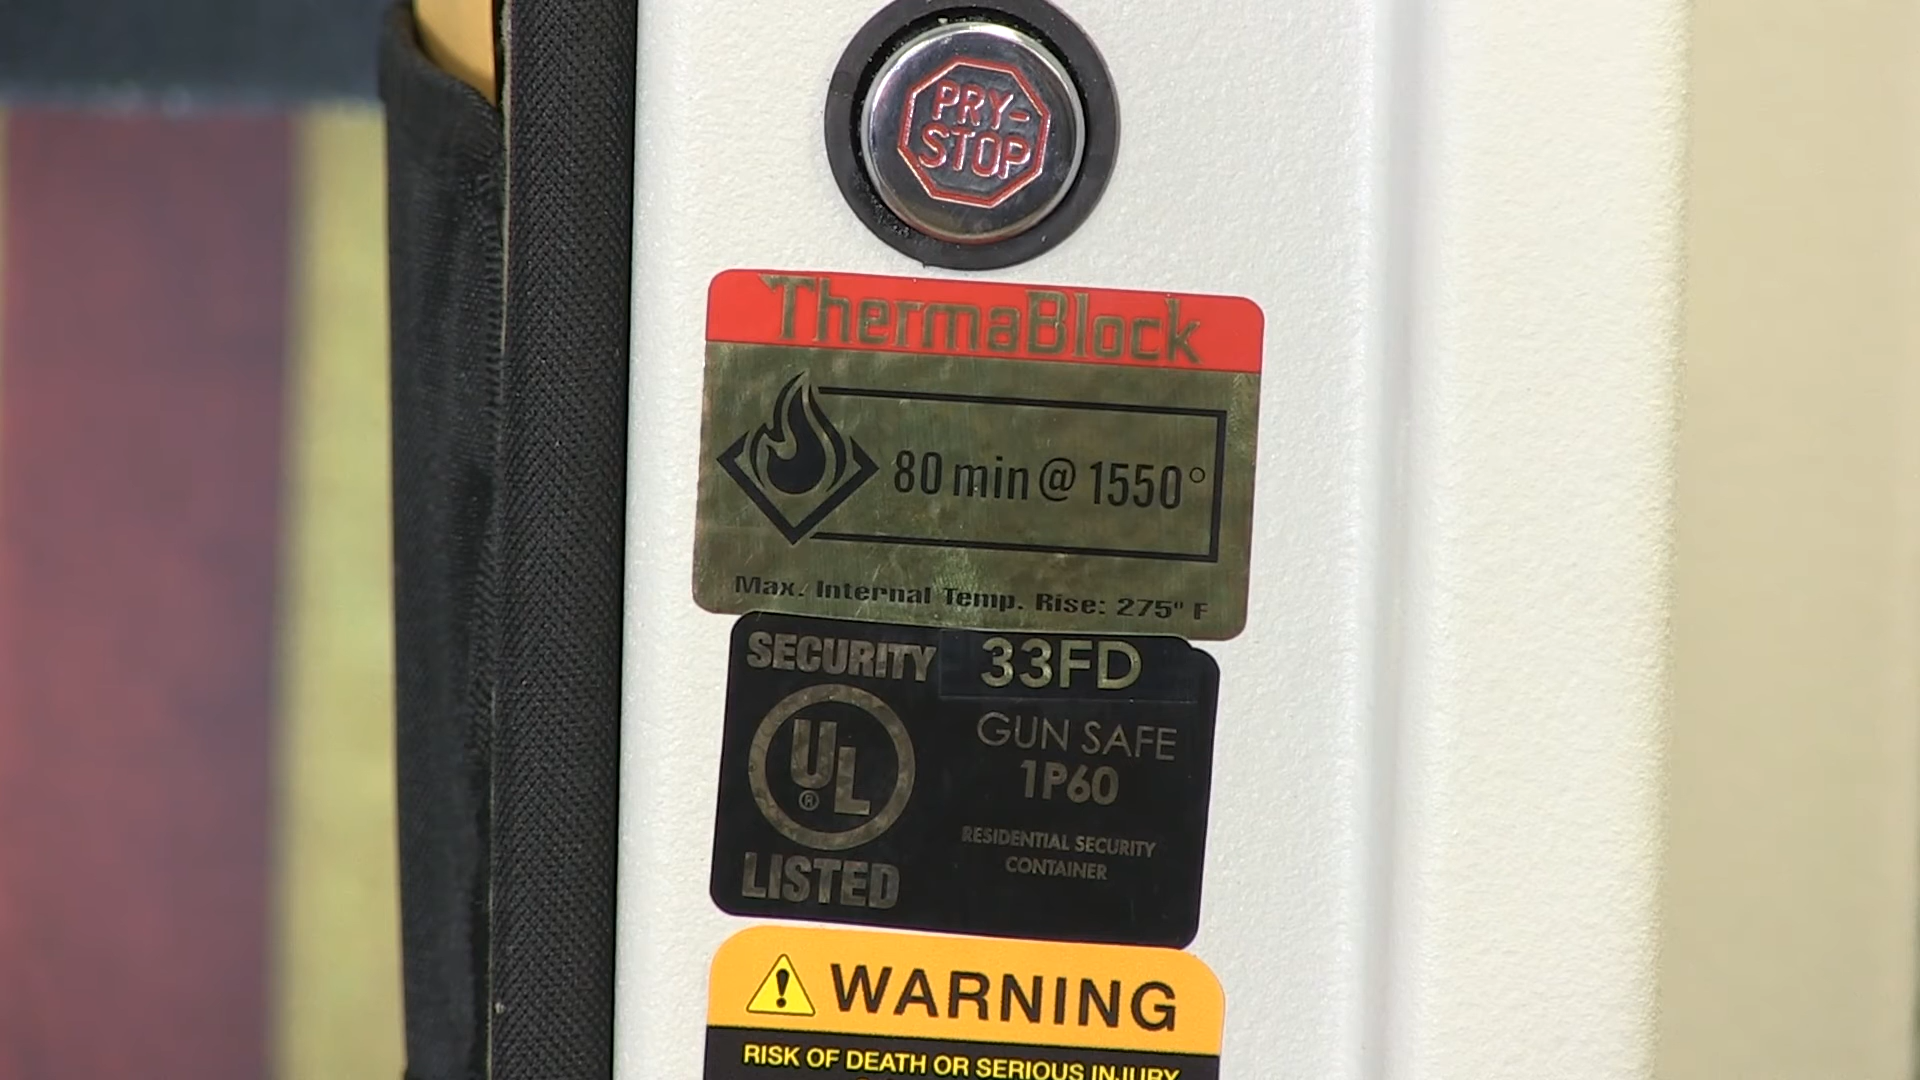 PRY-
STOP
ThermaBlock
80 min @ 1550°
Max. Internal Temp. Rise: 275° F
SECURITY 33FD
UL
®
LISTED
GUN SAFE
1P60
RESIDENTIAL SECURITY
CONTAINER
WARNING
RISK OF DEATH OR SERIOUS INJURY